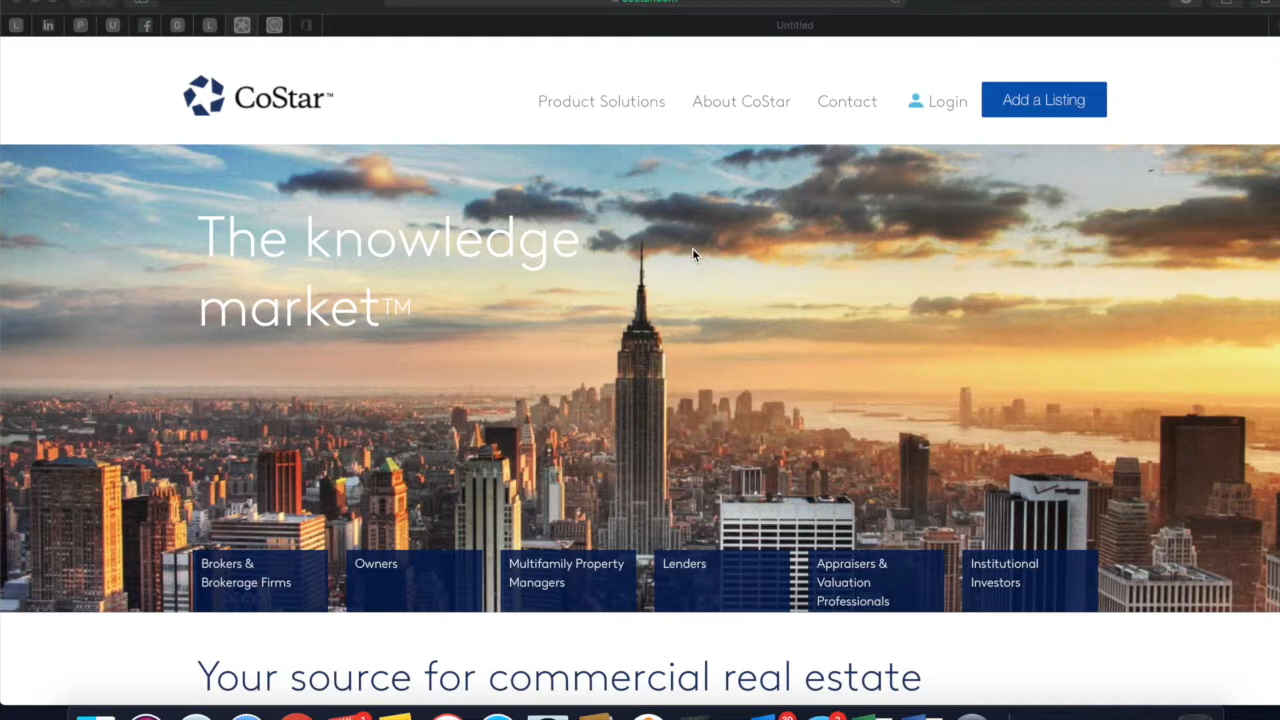 L in P U f G L
Untitled
CoStar™
Product Solutions About CoStar Contact Login Add a Listing
The knowledge
market™
Brokers &
Brokerage Firms
Owners
Multifamily Property
Managers
Lenders
Appraisers &
Valuation
Professionals
Institutional
Investors
Your source for commercial real estate